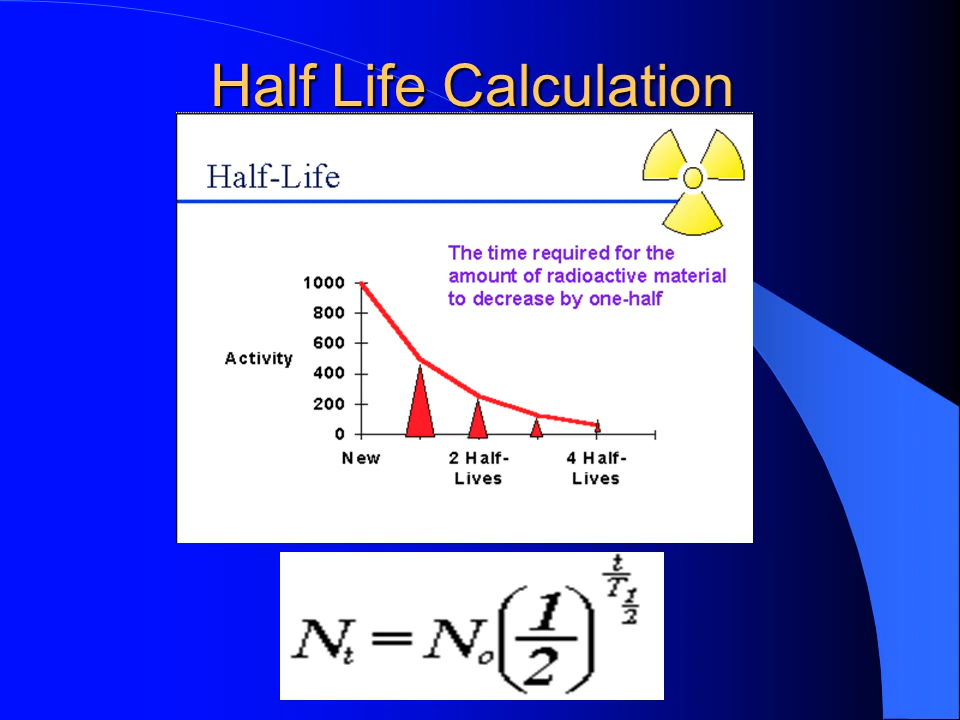 Half Life Calculation
Half-Life
The time required for the
amount of radioactive material
to decrease by one-half
1000
800
600
Activity
400
200
0
New
2 Half-
Lives
4 Half-
Lives
Nₜ = Nₒ(1/2)^(t/T 1/2)